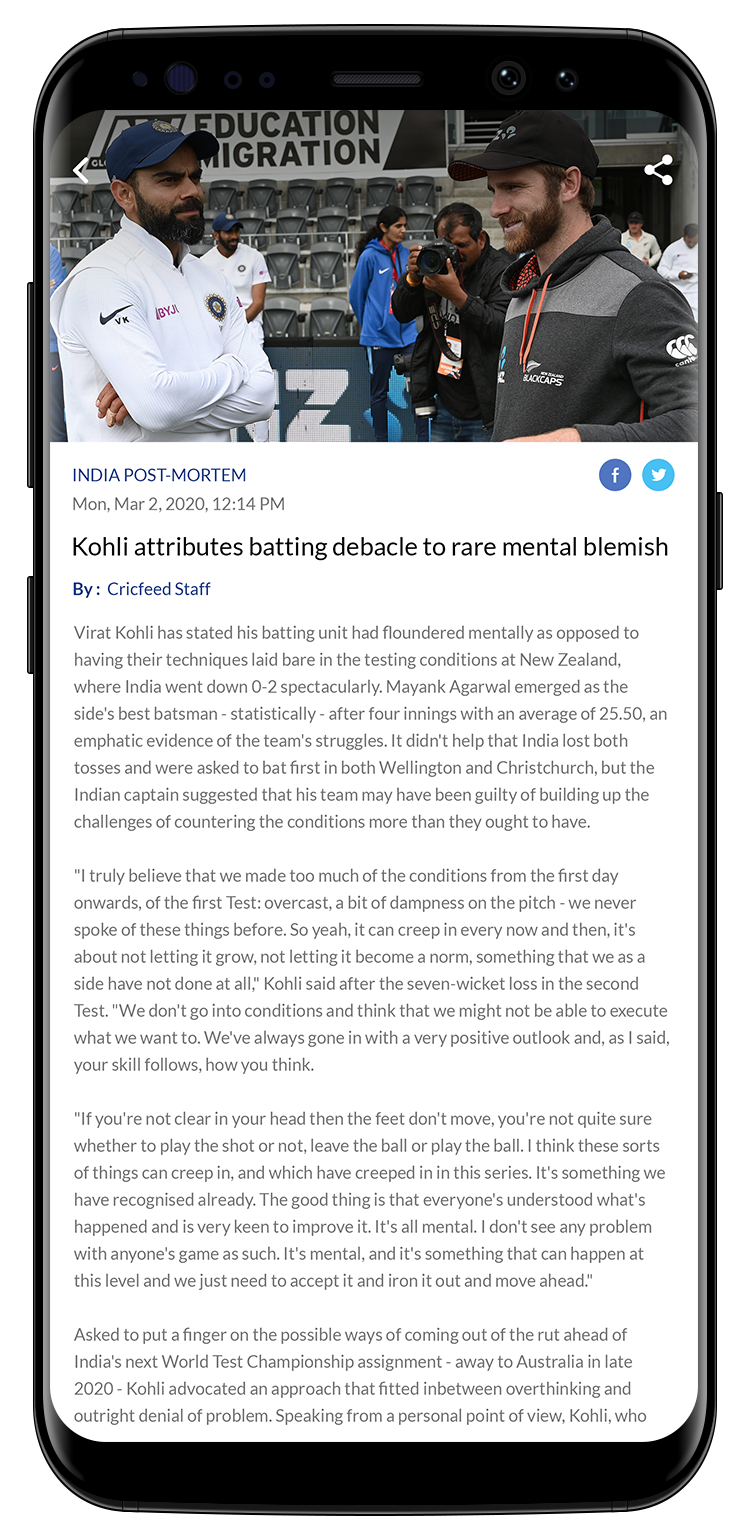 EDUCATION
MIGRATION
BYJU
VK
NEW ZEALAND
BLACKCAPS
NZ
INDIA POST-MORTEM
Mon, Mar 2, 2020, 12:14 PM
Kohli attributes batting debacle to rare mental blemish
By : Cricfeed Staff
Virat Kohli has stated his batting unit had floundered mentally as opposed to
having their techniques laid bare in the testing conditions at New Zealand,
where India went down 0-2 spectacularly. Mayank Agarwal emerged as the
side's best batsman - statistically - after four innings with an average of 25.50, an
emphatic evidence of the team's struggles. It didn't help that India lost both
tosses and were asked to bat first in both Wellington and Christchurch, but the
Indian captain suggested that his team may have been guilty of building up the
challenges of countering the conditions more than they ought to have.
"I truly believe that we made too much of the conditions from the first day
onwards, of the first Test: overcast, a bit of dampness on the pitch - we never
spoke of these things before. So yeah, it can creep in every now and then, it's
about not letting it grow, not letting it become a norm, something that we as a
side have not done at all," Kohli said after the seven-wicket loss in the second
Test. "We don't go into conditions and think that we might not be able to execute
what we want to. We've always gone in with a very positive outlook and, as I said,
your skill follows, how you think.
"If you're not clear in your head then the feet don't move, you're not quite sure
whether to play the shot or not, leave the ball or play the ball. I think these sorts
of things can creep in, and which have creeped in in this series. It's something we
have recognised already. The good thing is that everyone's understood what's
happened and is very keen to improve it. It's all mental. I don't see any problem
with anyone's game as such. It's mental, and it's something that can happen at
this level and we just need to accept it and iron it out and move ahead."
Asked to put a finger on the possible ways of coming out of the rut ahead of
India's next World Test Championship assignment - away to Australia in late
2020 - Kohli advocated an approach that fitted inbetween overthinking and
outright denial of problem. Speaking from a personal point of view, Kohli, who